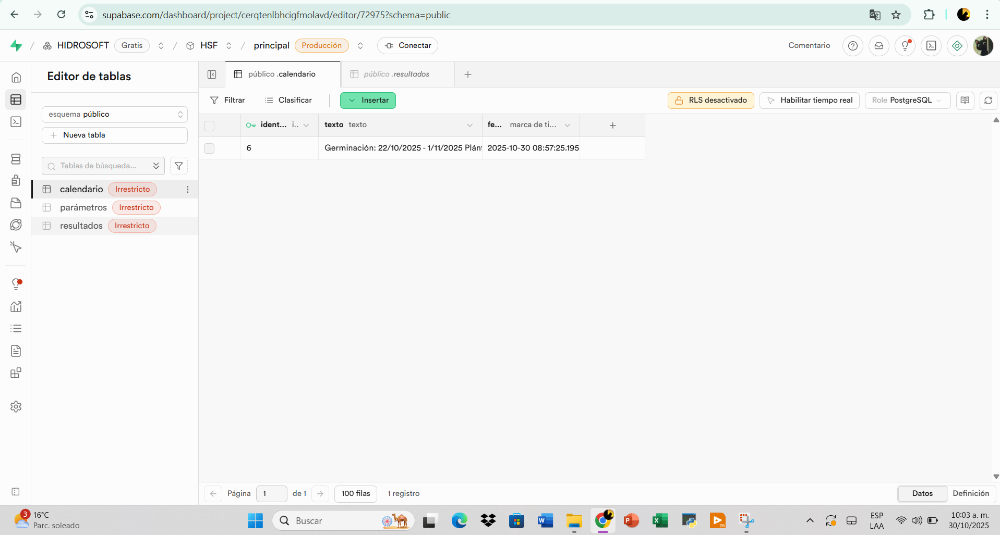 supabase.com/dashboard/project/cerqtenlbhcigfmolavd/editor/72975?schema=public
/ HIDROSOFT Gratis / HSF / principal Producción Conectar
Comentario
Editor de tablas
público .calendario
público .resultados
Filtrar
Clasificar
Insertar
RLS desactivado
Habilitar tiempo real
Role PostgreSQL
esquema público
Nueva tabla
Tablas de búsqueda...
calendario Irrestricto
parámetros Irrestricto
resultados Irrestricto
ident... i..
texto texto
fe... marca de ti...
6
Germinación: 22/10/2025 - 1/11/2025
2025-10-30 08:57:25.195
Página 1 de 1
100 filas
1 registro
Datos
Definición
3
16°C
Parc. soleado
Buscar
ESP
LAA
10:03 a. m.
30/10/2025